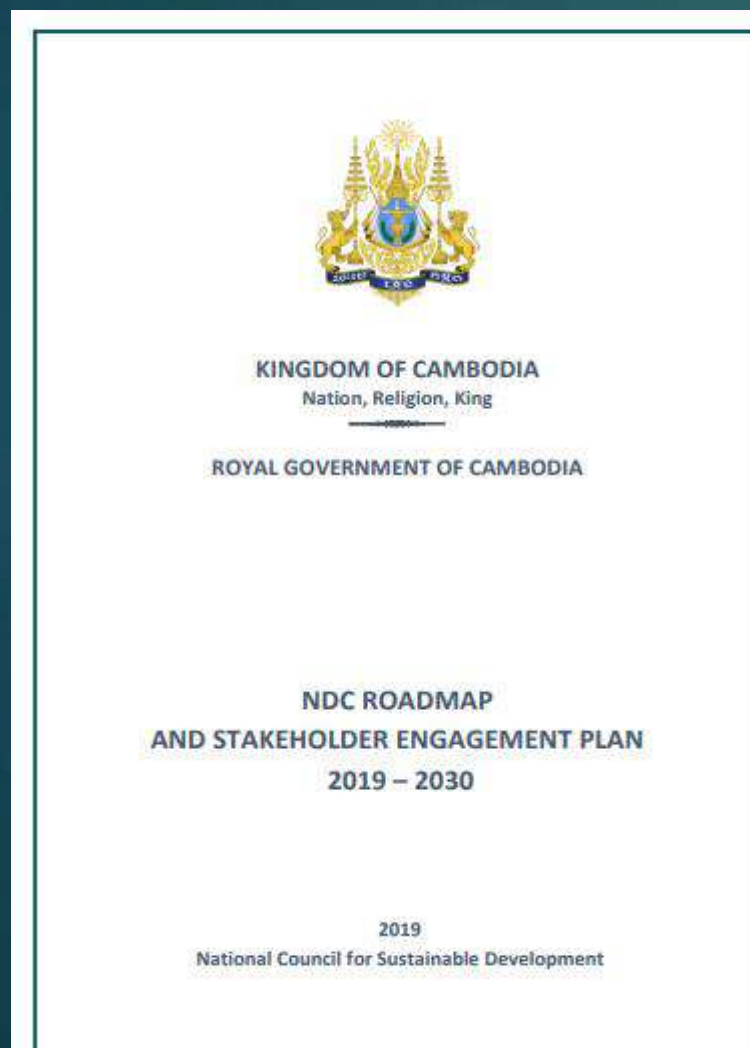 KINGDOM OF CAMBODIA
Nation, Religion, King
ROYAL GOVERNMENT OF CAMBODIA
NDC ROADMAP
AND STAKEHOLDER ENGAGEMENT PLAN
2019 – 2030
2019
National Council for Sustainable Development